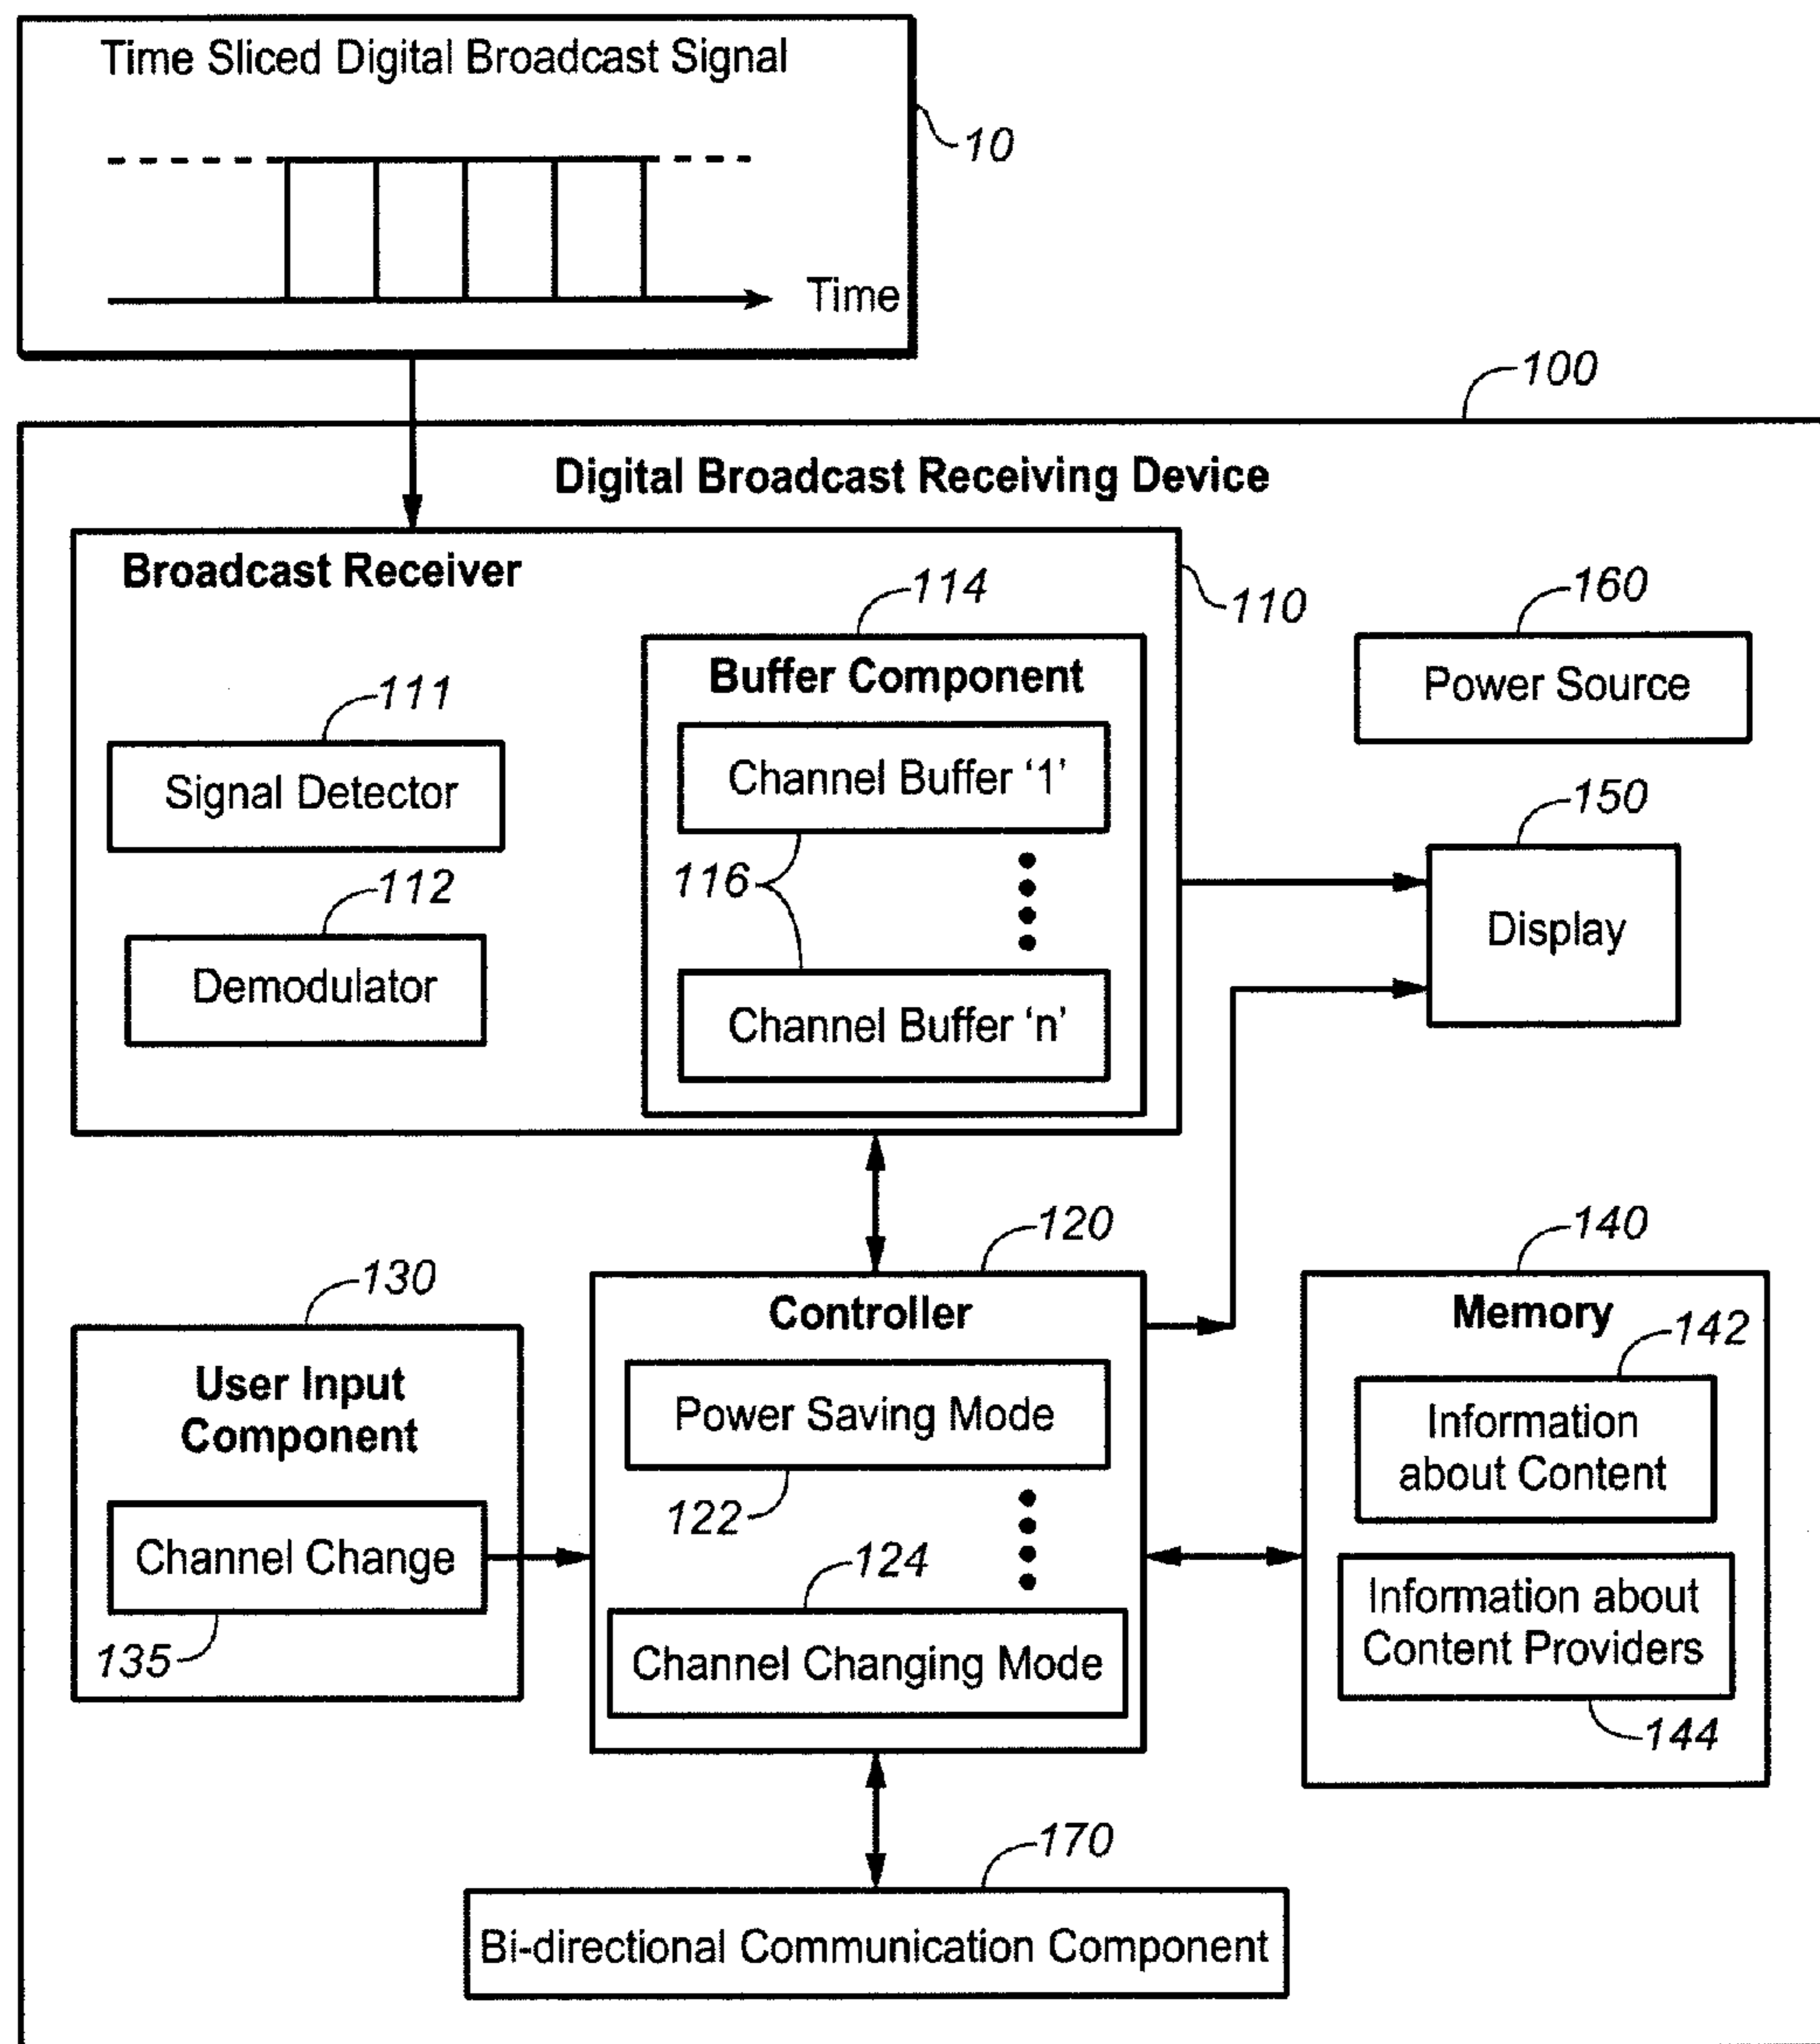 Time Sliced Digital Broadcast Signal
10
Time
100
Digital Broadcast Receiving Device
Broadcast Receiver
110
114
Buffer Component
160
Power Source
111
Signal Detector
Channel Buffer ‘1’
116
150
Display
112
Demodulator
Channel Buffer ‘n’
120
140
130
Controller
Memory
142
User Input
Component
Power Saving Mode
122
Information
about Content
Channel Change
135
124
Channel Changing Mode
Information about
Content Providers
144
170
Bi-directional Communication Component